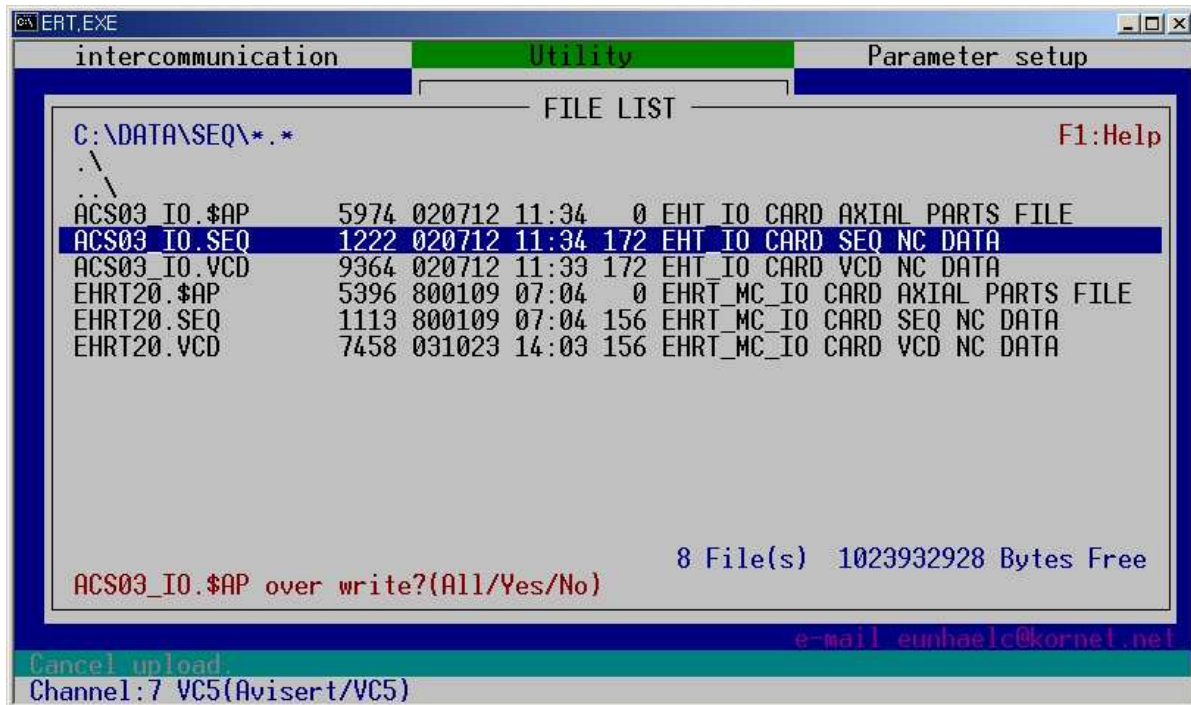 ERT,EXE
intercommunication Utility Parameter setup
FILE LIST
C:\DATA\SEQ\*.* F1:Help
.\
..\
ACS03_IO.$AP 5974 020712 11:34 0 EHT_IO CARD AXIAL PARTS FILE
ACS03_IO.SEQ 1222 020712 11:34 172 EHT_IO CARD SEQ NC DATA
ACS03_IO.VCD 9364 020712 11:33 172 EHT_IO CARD VCD NC DATA
EHRT20.$AP 5396 800109 07:04 0 EHRT_MC_IO CARD AXIAL PARTS FILE
EHRT20.SEQ 1113 800109 07:04 156 EHRT_MC_IO CARD SEQ NC DATA
EHRT20.VCD 7458 031023 14:03 156 EHRT_MC_IO CARD VCD NC DATA
8 File(s) 1023932928 Bytes Free
ACS03_IO.$AP over write?(All/Yes/No)
e-mail eunhaelc@kornet.net
Cancel upload.
Channel:7 VC5(Avisert/VC5)